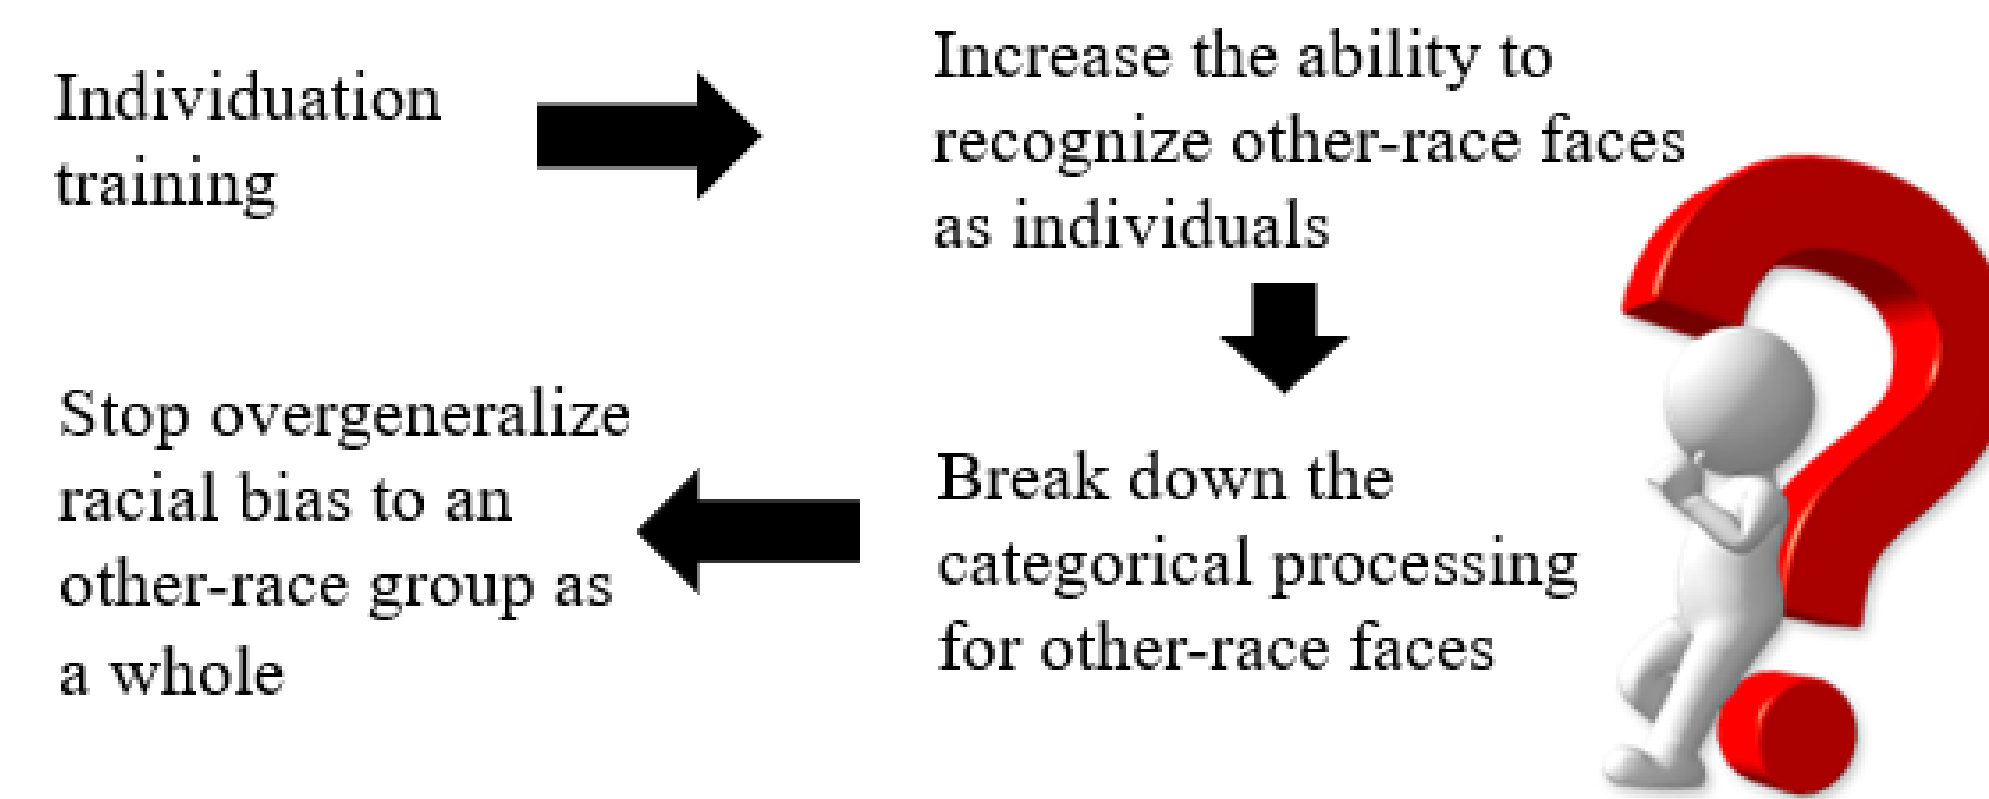 Individuation
training
Increase the ability to
recognize other-race faces
as individuals
Break down the
categorical processing
for other-race faces
Stop overgeneralize
racial bias to an
other-race group as
a whole